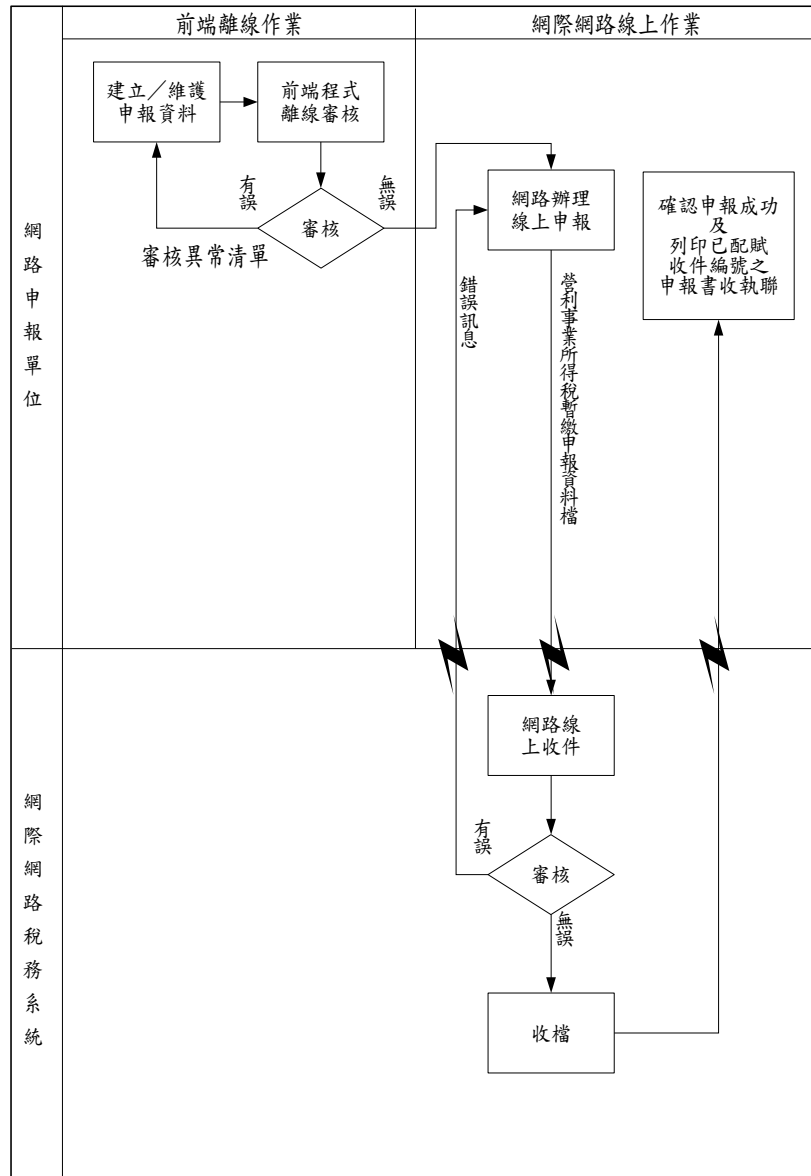 前端離線作業
網際網路線上作業
網路申報單位
建立／維護
申報資料
前端程式
離線審核
有誤
審核
無誤
審核異常清單
網路辦理
線上申報
確認申報成功
及
列印已配賦
收件編號之
申報書收執聯
錯誤訊息
營利事業所得稅暫繳申報資料檔
網際網路稅務系統
網路線
上收件
有誤
審核
無誤
收檔